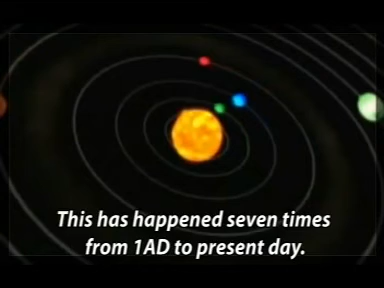 This has happened seven times
from 1AD to present day.